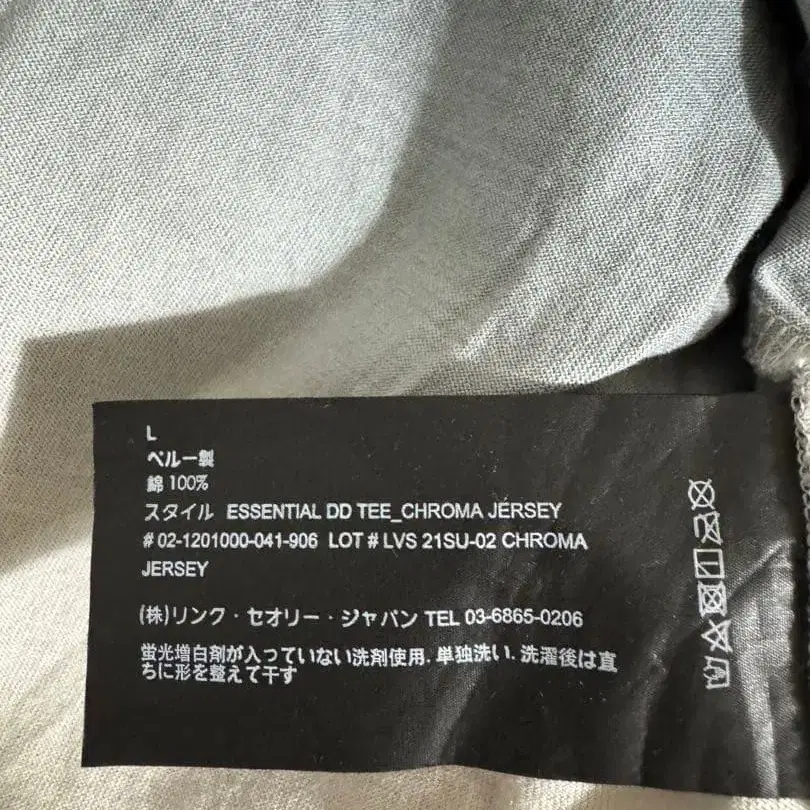 L
ペルー製
綿 100%
スタイル ESSENTIAL DD TEE_CHROMA JERSEY
# 02-1201000-041-906 LOT # LVS 21SU-02 CHROMA
JERSEY
(株)リンク・セオリー・ジャパン TEL 03-6865-0206
蛍光増白剤が入っていない洗剤使用. 単独洗い. 洗濯後は直
ちに形を整えて干す